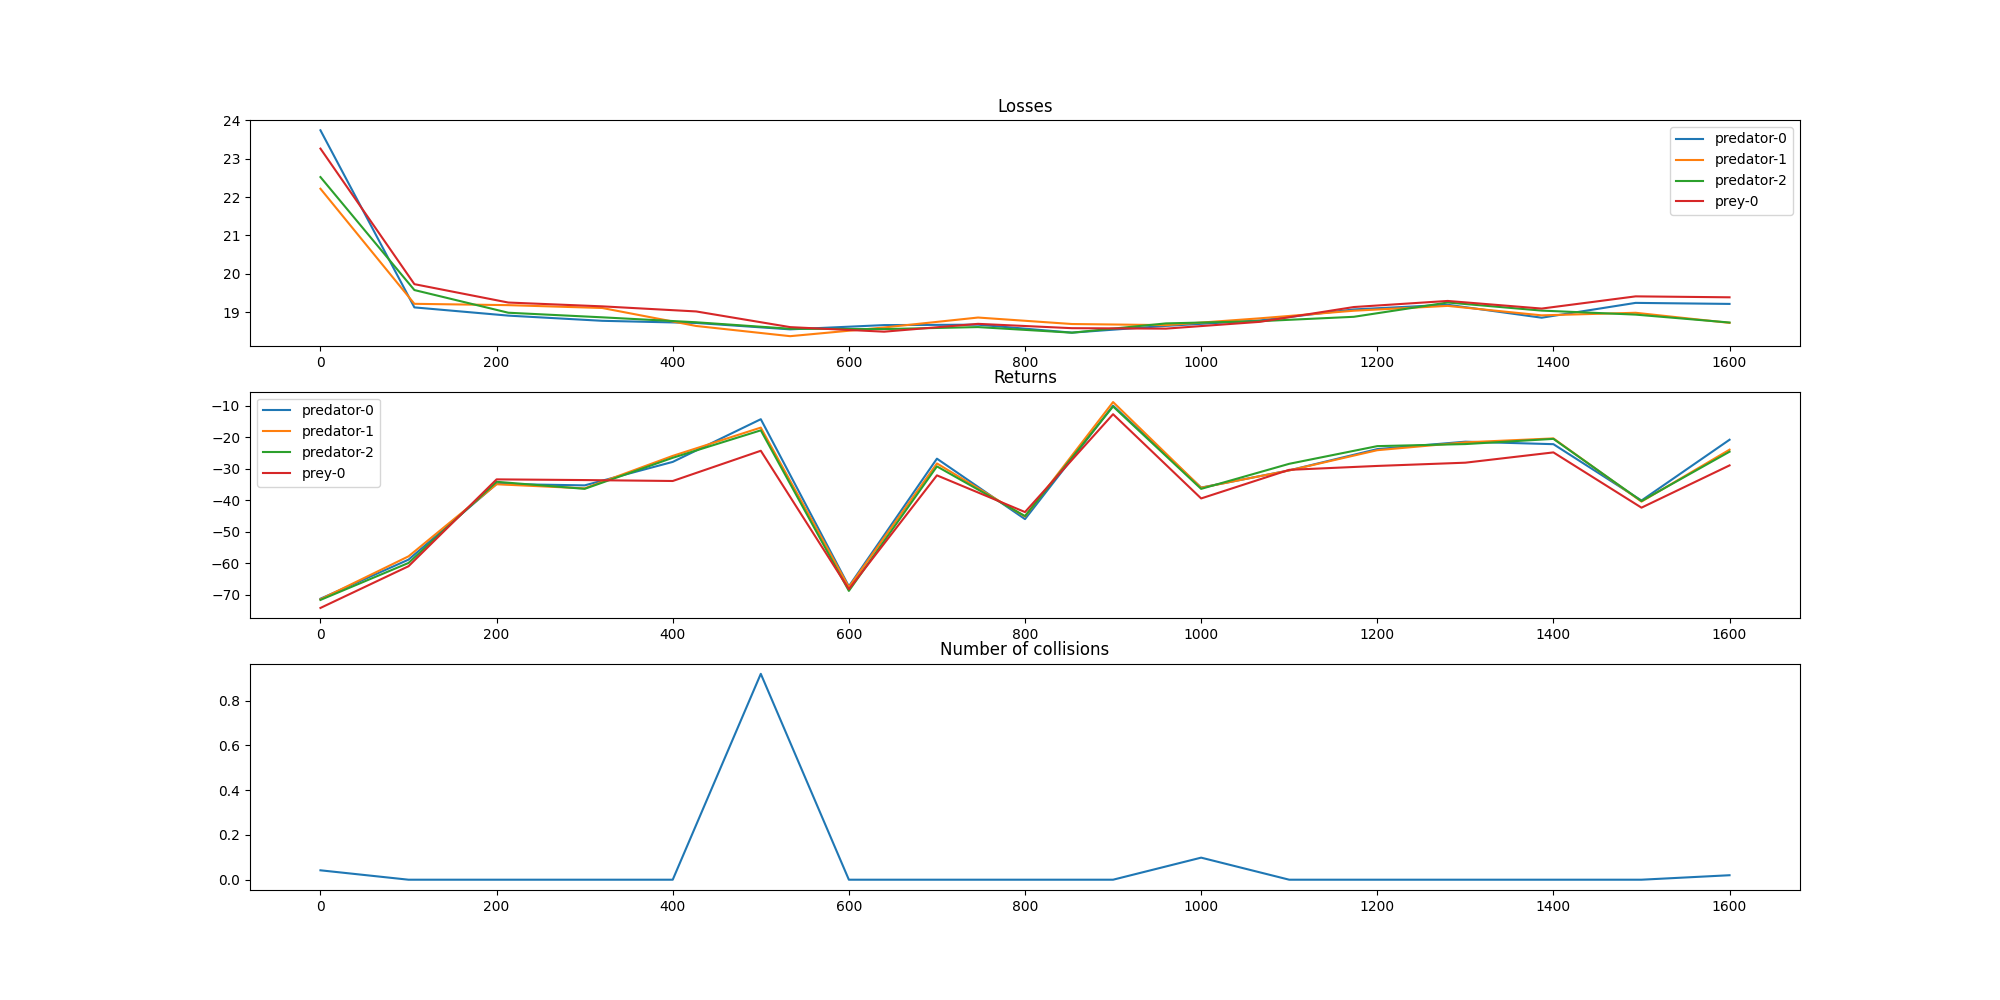 Losses
24
23
22
21
20
19
predator-0
predator-1
predator-2
prey-0
0 200 400 600 800 1000 1200 1400 1600
Returns
−10
−20
−30
−40
−50
−60
−70
predator-0
predator-1
predator-2
prey-0
0 200 400 600 800 1000 1200 1400 1600
Number of collisions
0.8
0.6
0.4
0.2
0.0
0 200 400 600 800 1000 1200 1400 1600